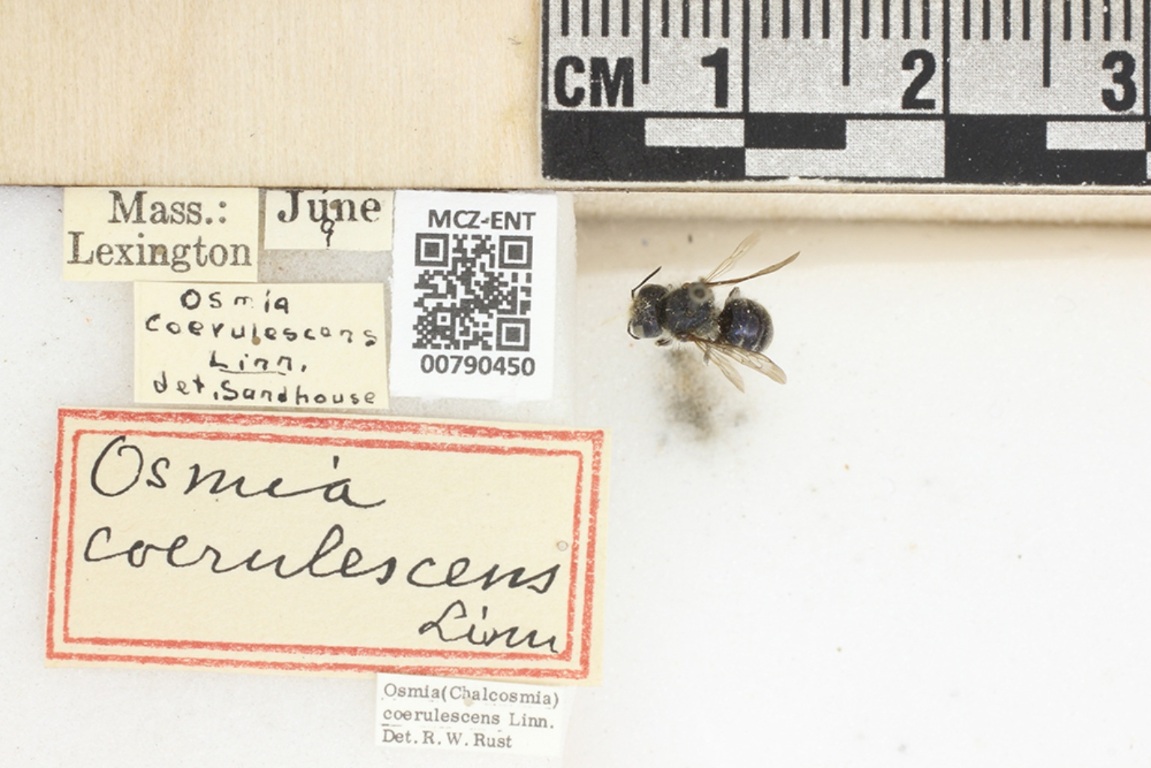 CM 1 2 3
Mass.:
Lexington
June
9
MCZ-ENT
00790450
Osmia
coerulescens
Linn.
det. Sandhouse
Osmia
coerulescens
Linn
Osmia(Chalcosmia)
coerulescens Linn.
Det. R. W. Rust